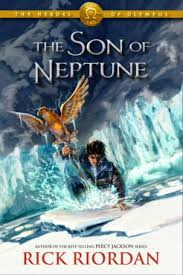 THE HEROES OF OLYMPUS
THE SON OF
NEPTUNE
AUTHOR OF THE BEST-SELLING PERCY JACKSON SERIES
RICK RIORDAN